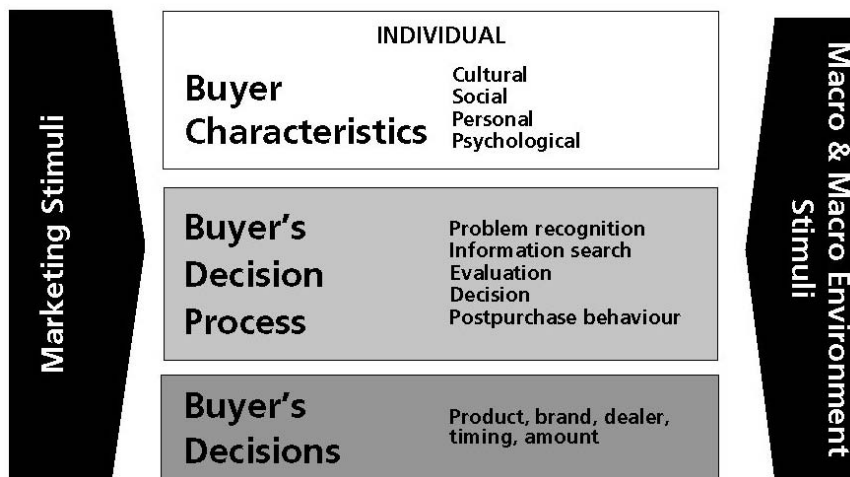 Marketing Stimuli
INDIVIDUAL
Buyer
Characteristics
Cultural
Social
Personal
Psychological
Buyer's
Decision
Process
Problem recognition
Information search
Evaluation
Decision
Postpurchase behaviour
Buyer's
Decisions
Product, brand, dealer,
timing, amount
Macro & Macro Environment
Stimuli